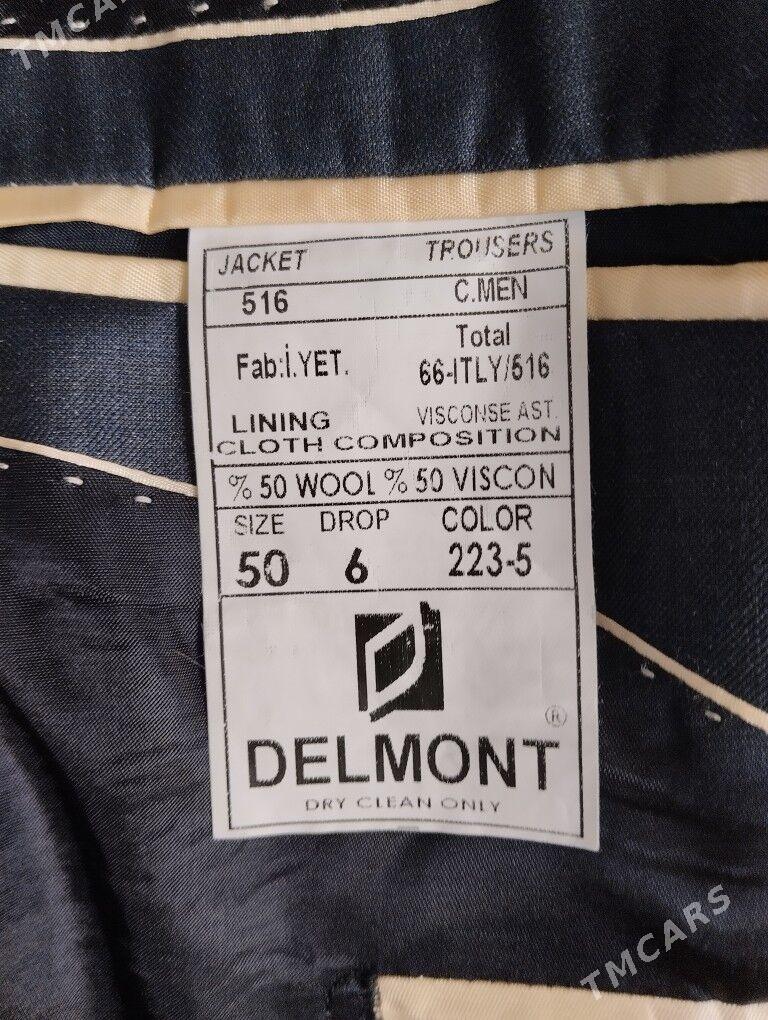 TMCARS
JACKET TROUSERS
516 C.MEN
Fab:İ.YET. Total
66-ITLY/516
LINING VISCONSE AST.
CLOTH COMPOSITION
% 50 WOOL % 50 VISCON
SIZE DROP COLOR
50 6 223-5
®
DELMONT
DRY CLEAN ONLY
TMCARS